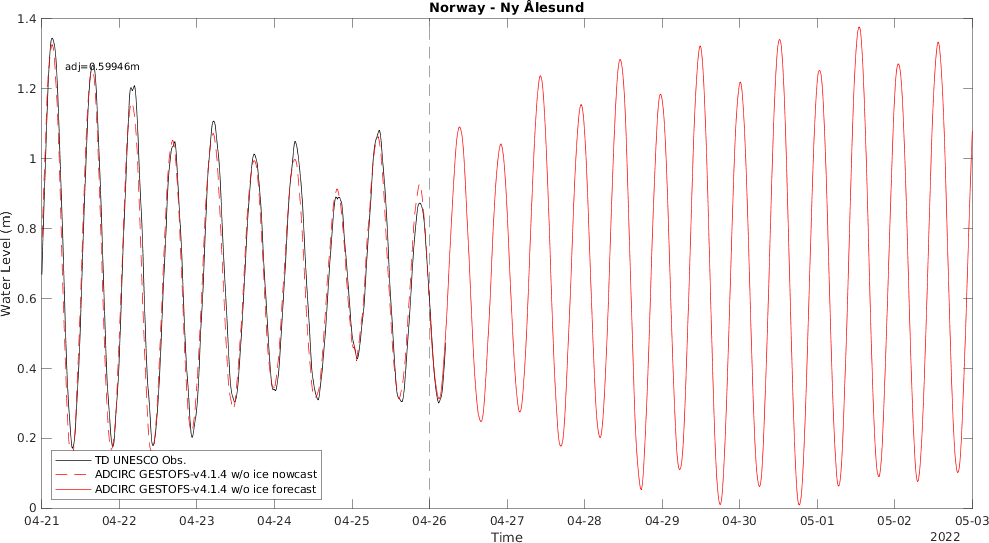 Norway - Ny Ålesund
adj=0.59946m
Water Level (m)
1.4
1.2
1
0.8
0.6
0.4
0.2
0
TD UNESCO Obs.
ADCIRC GESTOFS-v4.1.4 w/o ice nowcast
ADCIRC GESTOFS-v4.1.4 w/o ice forecast
04-21 04-22 04-23 04-24 04-25 04-26 04-27 04-28 04-29 04-30 05-01 05-02 05-03
Time
2022